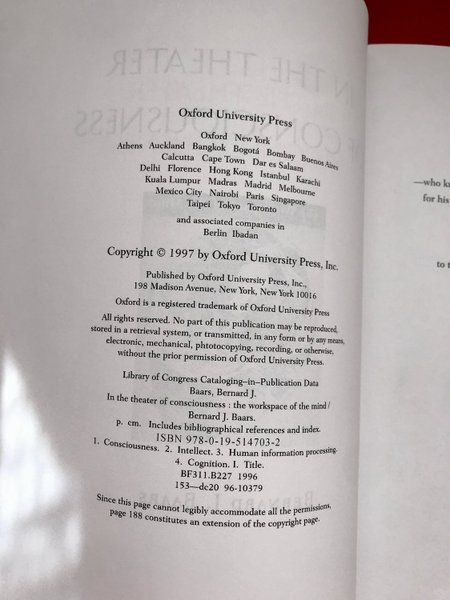 Oxford University Press
Oxford New York
Athens Auckland Bangkok Bogotá Bombay Buenos Aires
Calcutta Cape Town Dar es Salaam
Delhi Florence Hong Kong Istanbul Karachi
Kuala Lumpur Madras Madrid Melbourne
Mexico City Nairobi Paris Singapore
Taipei Tokyo Toronto
and associated companies in
Berlin Ibadan
Copyright © 1997 by Oxford University Press, Inc.
Published by Oxford University Press, Inc.,
198 Madison Avenue, New York, New York 10016
Oxford is a registered trademark of Oxford University Press
All rights reserved. No part of this publication may be reproduced,
stored in a retrieval system, or transmitted, in any form or by any means,
electronic, mechanical, phtotocopying, recording, or otherwise,
without the prior permission of Oxford University Press.
Library of Congress Cataloging–in–Publication Data
Baars, Bernard J.
In the theater of consciousness : the workspace of the mind /
Bernard J. Baars.
p. cm. Includes bibliographical references and index.
ISBN 978-0-19-514703-2
1. Consciousness. 2. Intellect. 3. Human information processing.
4. Cognition. I. Title.
BF311.B227 1996
153—dc20 96-10379
Since this page cannot legibly accommodate all the permissions,
page 188 constitutes an extension of the copyright page.
—who
for his
to